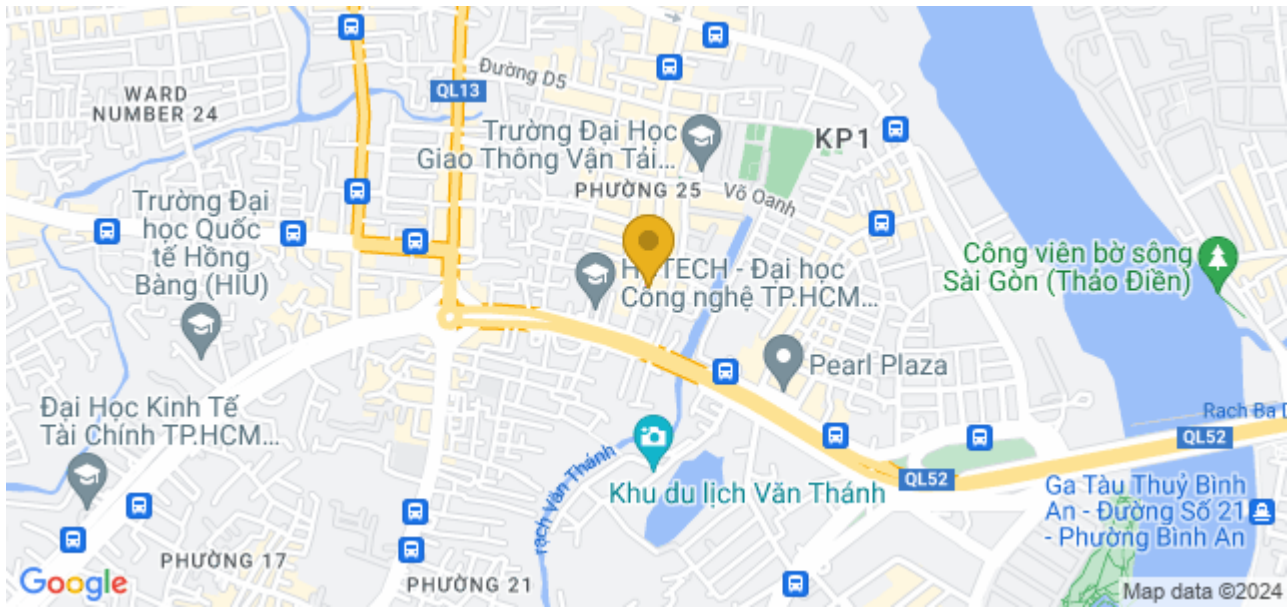 Đường D5
QL13
WARD
NUMBER 24
Trường Đại Học
Giao Thông Vận Tải...
KP1
PHƯỜNG 25
Võ Oanh
Trường Đại
học Quốc
tế Hồng
Bàng (HIU)
Công viên bờ sông
Sài Gòn (Thảo Điền)
TECH - Đại học
Công nghệ TP.HCM...
Pearl Plaza
Đại Học Kinh Tế
Tài Chính TP.HCM...
Rach Ba
QL52
rạch Văn Thánh
Khu du lịch Văn Thánh
QL52
Ga Tàu Thuỷ Bình
An - Đường Số 21
- Phường Bình An
PHƯỜNG 17
PHƯỜNG 21
Google
Map data ©2024